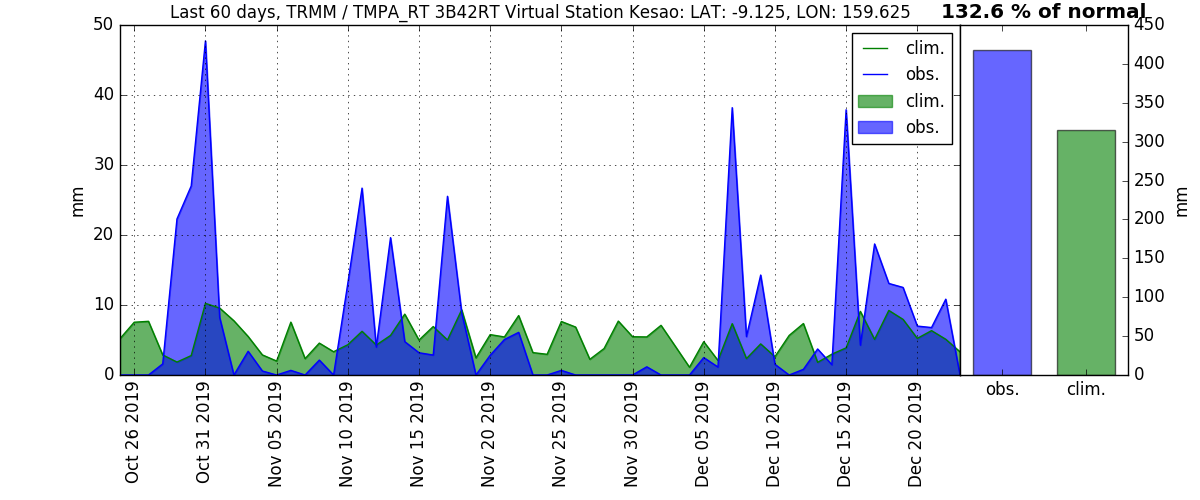 Last 60 days, TRMM / TMPA_RT 3B42RT Virtual Station Kesao: LAT: -9.125, LON: 159.625
132.6 % of normal
50
40
30
20
10
0
mm
clim.
obs.
clim.
obs.
450
400
350
300
250
200
150
100
50
0
mm
obs.
clim.
Oct 26 2019
Oct 31 2019
Nov 05 2019
Nov 10 2019
Nov 15 2019
Nov 20 2019
Nov 25 2019
Nov 30 2019
Dec 05 2019
Dec 10 2019
Dec 15 2019
Dec 20 2019